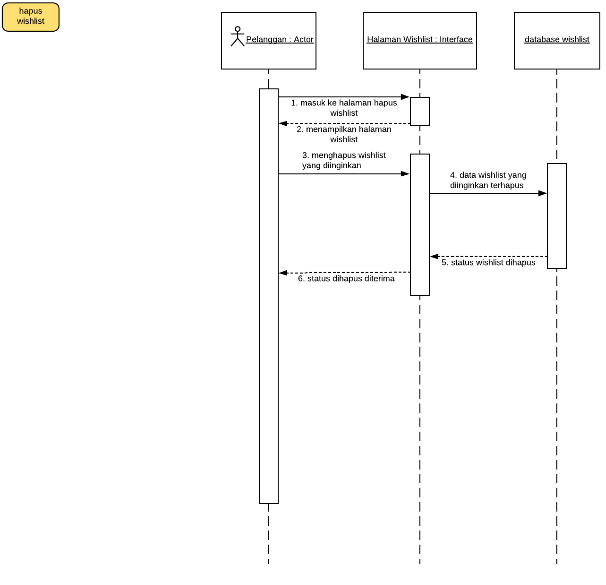 hapus
wishlist
Pelanggan : Actor
Halaman Wishlist : Interface
database wishlist
1. masuk ke halaman hapus
wishlist
2. menampilkan halaman
wishlist
3. menghapus wishlist
yang diinginkan
4. data wishlist yang
diinginkan terhapus
5. status wishlist dihapus
6. status dihapus diterima